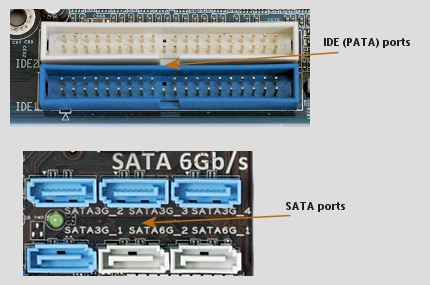 IDE2
IDE (PATA) ports
IDE1
SATA 6Gb/s
SATA3G_2 SATA3G_3 SATA3G_4
SATA ports
SATA3G_1 SATA6G_2 SATA6G_1